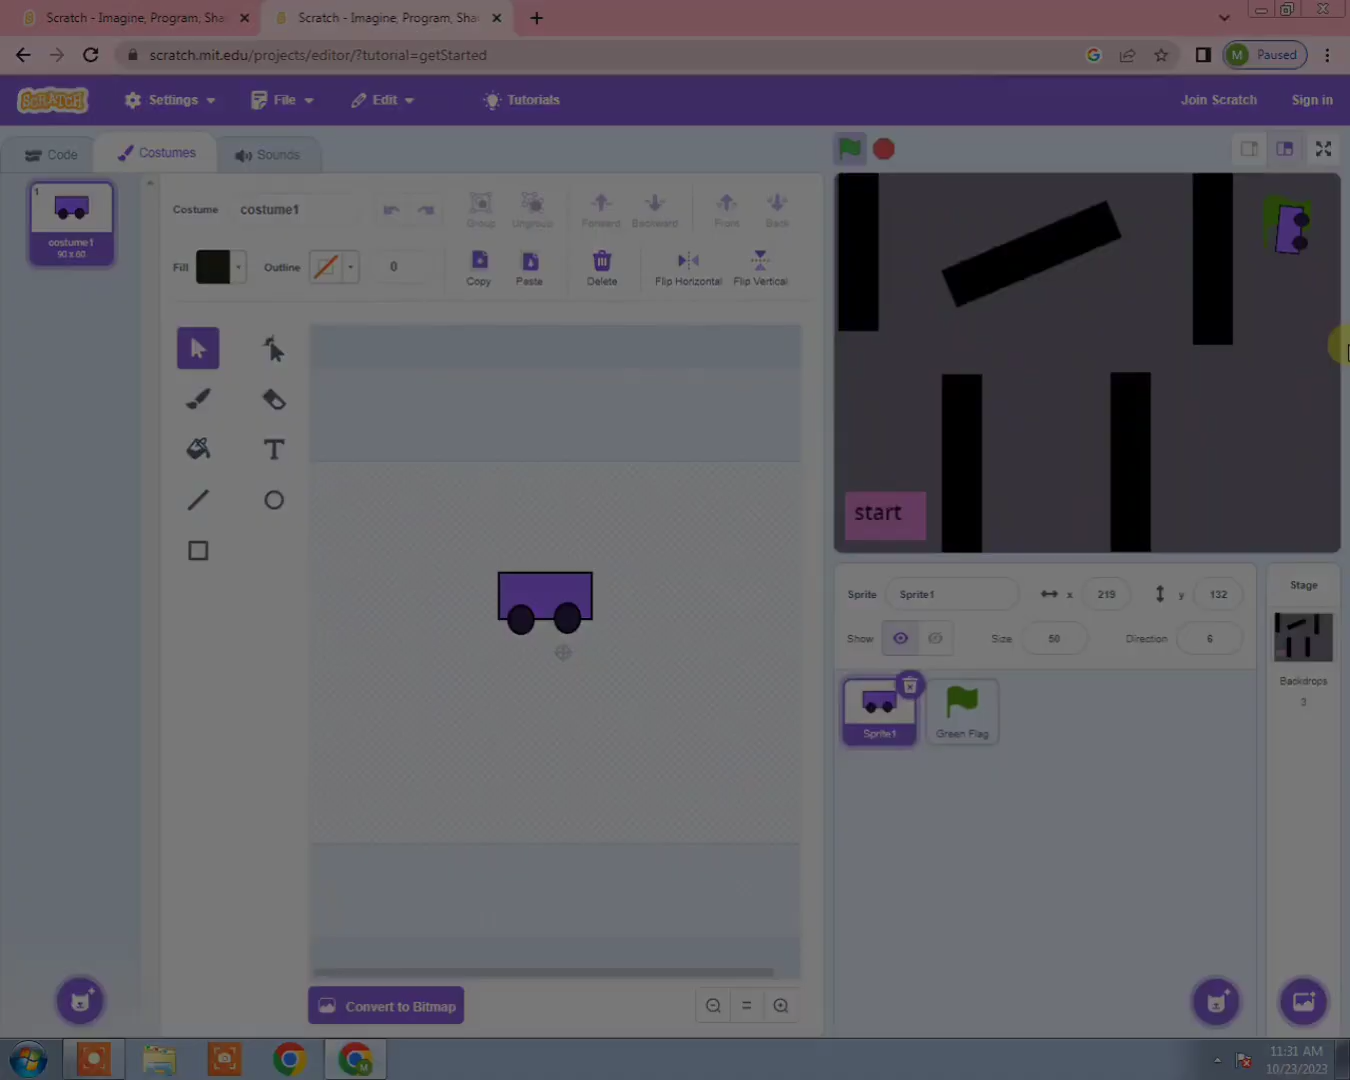 Scratch - Imagine, Program, Sha
Scratch - Imagine, Program, Sha
scratch.mit.edu/projects/editor/?tutorial=getStarted
M Paused
SCRATCH Settings File Edit Tutorials Join Scratch Sign in
Code Costumes Sounds
1
costume1
90 x 60
Costume costume1
Group Ungroup Forward Backward Front Back
Fill Outline 0
Copy Paste Delete Flip Horizontal Flip Vertical
T
start
Sprite Sprite1 x 219 y 132
Show Size 50 Direction 6
Sprite1
Green Flag
Stage
Backdrops
3
Convert to Bitmap
11:31 AM
10/23/2023